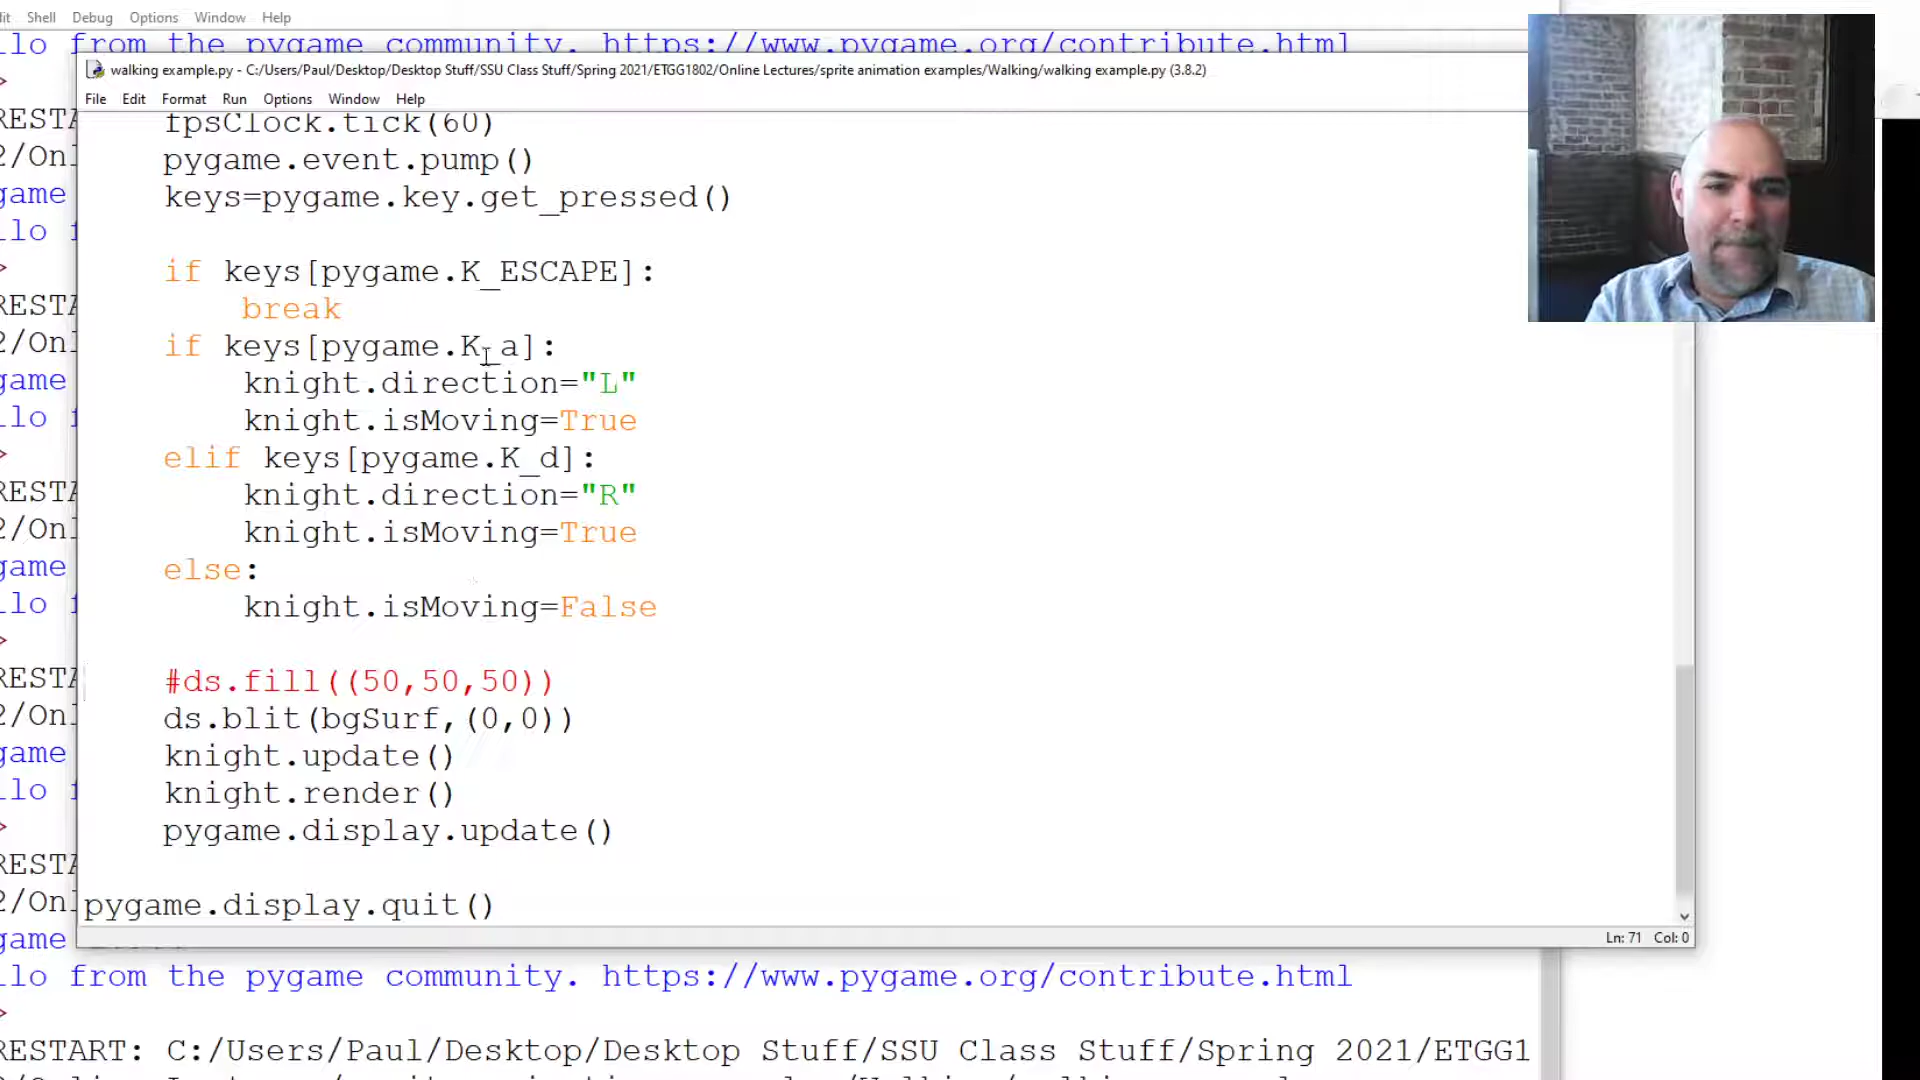 it Shell Debug Options Window Help
llo from the pygame community. https://www.pygame.org/contribute.html
walking example.py - C:/Users/Paul/Desktop/Desktop Stuff/SSU Class Stuff/Spring 2021/ETGG1802/Online Lectures/sprite animation examples/Walking/walking example.py (3.8.2)
File Edit Format Run Options Window Help
fpsClock.tick(60)
pygame.event.pump()
keys=pygame.key.get_pressed()
if keys[pygame.K_ESCAPE]:
break
if keys[pygame.K_a]:
knight.direction="L"
knight.isMoving=True
elif keys[pygame.K_d]:
knight.direction="R"
knight.isMoving=True
else:
knight.isMoving=False
#ds.fill((50,50,50))
ds.blit(bgSurf,(0,0))
knight.update()
knight.render()
pygame.display.update()
pygame.display.quit()
Ln: 71 Col: 0
llo from the pygame community. https://www.pygame.org/contribute.html
>
RESTART: C:/Users/Paul/Desktop/Desktop Stuff/SSU Class Stuff/Spring 2021/ETGG1